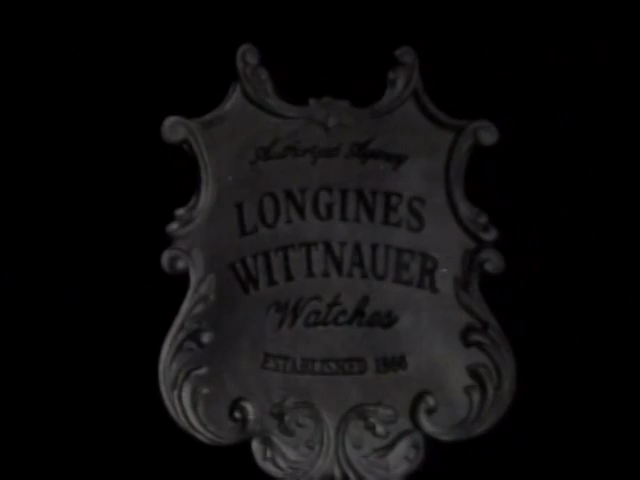 Authorized Agency
LONGINES
WITTNAUER
Watches
ESTABLISHED 1866